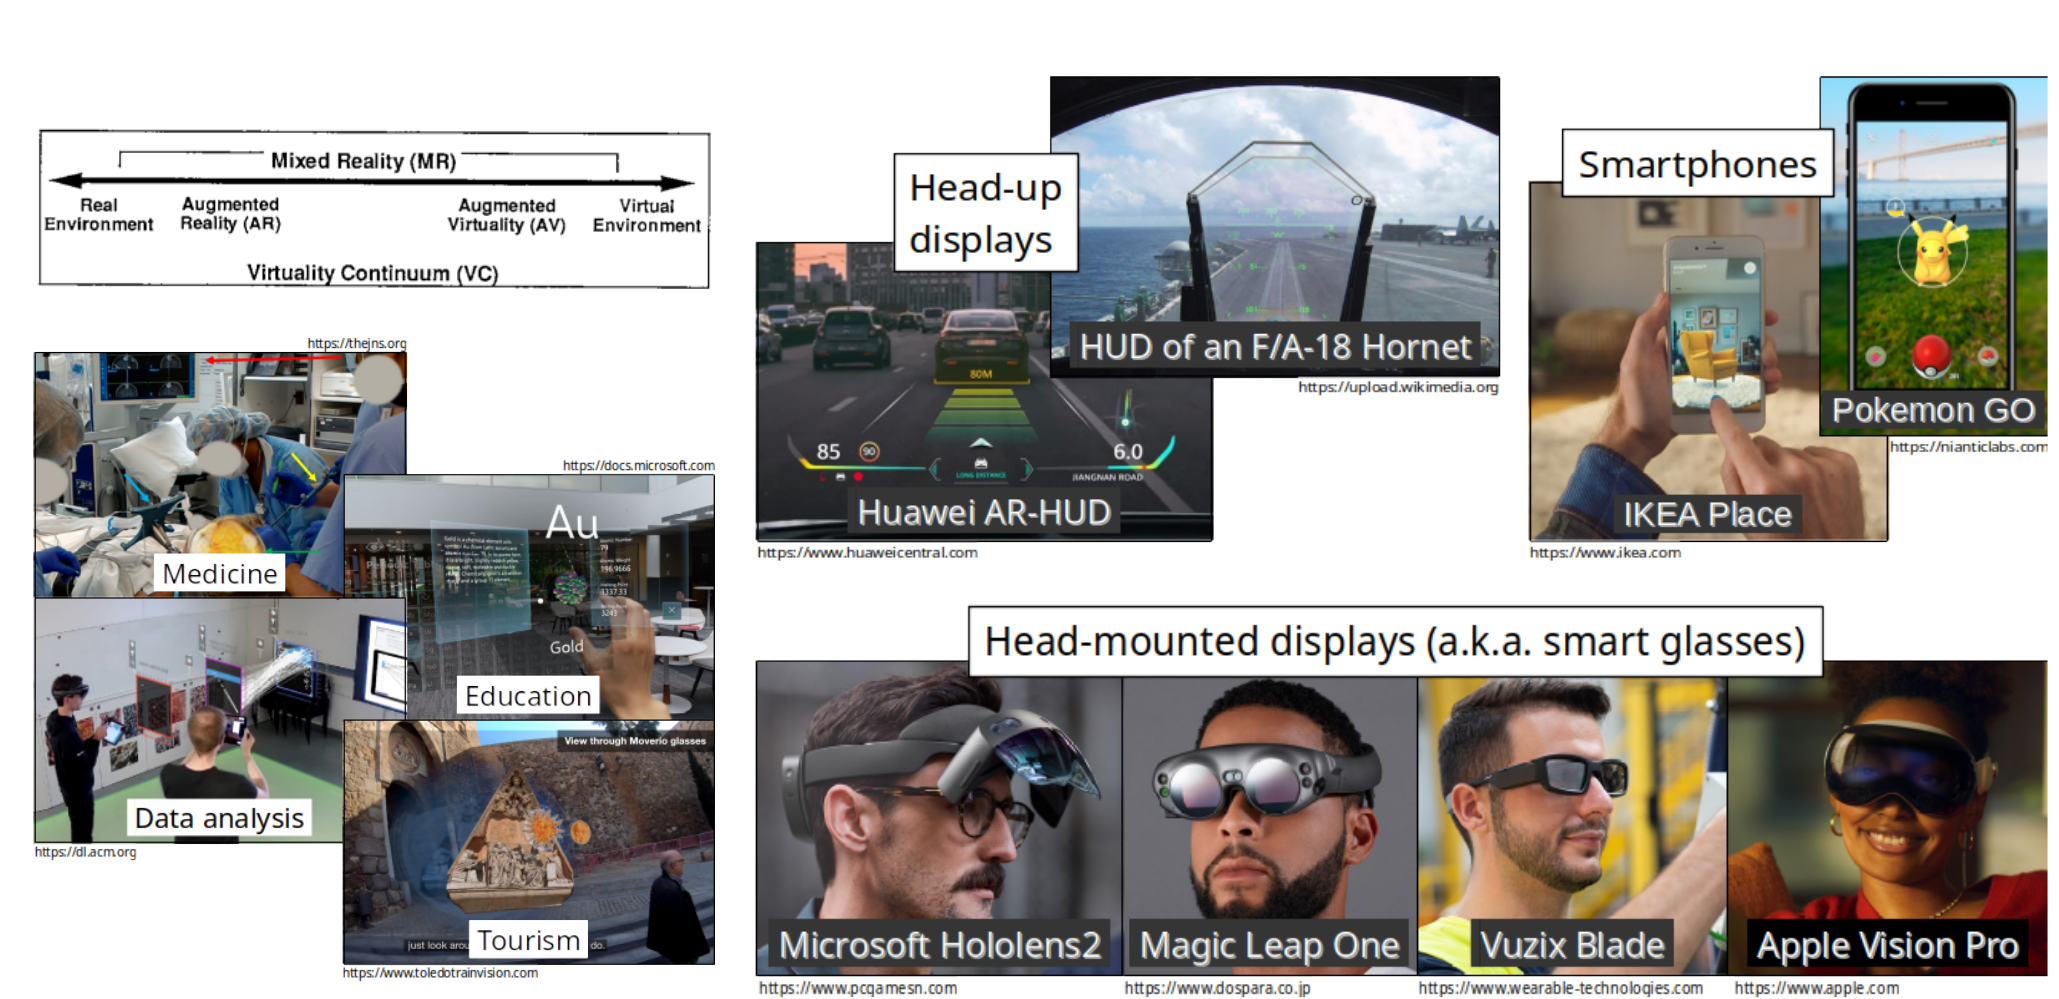 Mixed Reality (MR)
Real
Environment
Augmented
Reality (AR)
Augmented
Virtuality (AV)
Virtual
Environment
Virtuality Continuum (VC)
https://thejns.org
Medicine
https://docs.microsoft.com
Au
Gold
Education
Data analysis
https://dl.acm.org
View through Moverio glasses
just look arou
do.
Tourism
https://www.toledotrainvision.com
Head-up
displays
HUD of an F/A-18 Hornet
https://upload.wikimedia.org
80M
85
90
6.0
LONG DISTANCE
JIANGNAN ROAD
Huawei AR-HUD
https://www.huaweicentral.com
Smartphones
Pokemon GO
https://nianticlabs.com
IKEA Place
https://www.ikea.com
Head-mounted displays (a.k.a. smart glasses)
Microsoft Hololens2
Magic Leap One
Vuzix Blade
Apple Vision Pro
https://www.pcgamesn.com
https://www.dospara.co.jp
https://www.wearable-technologies.com
https://www.apple.com